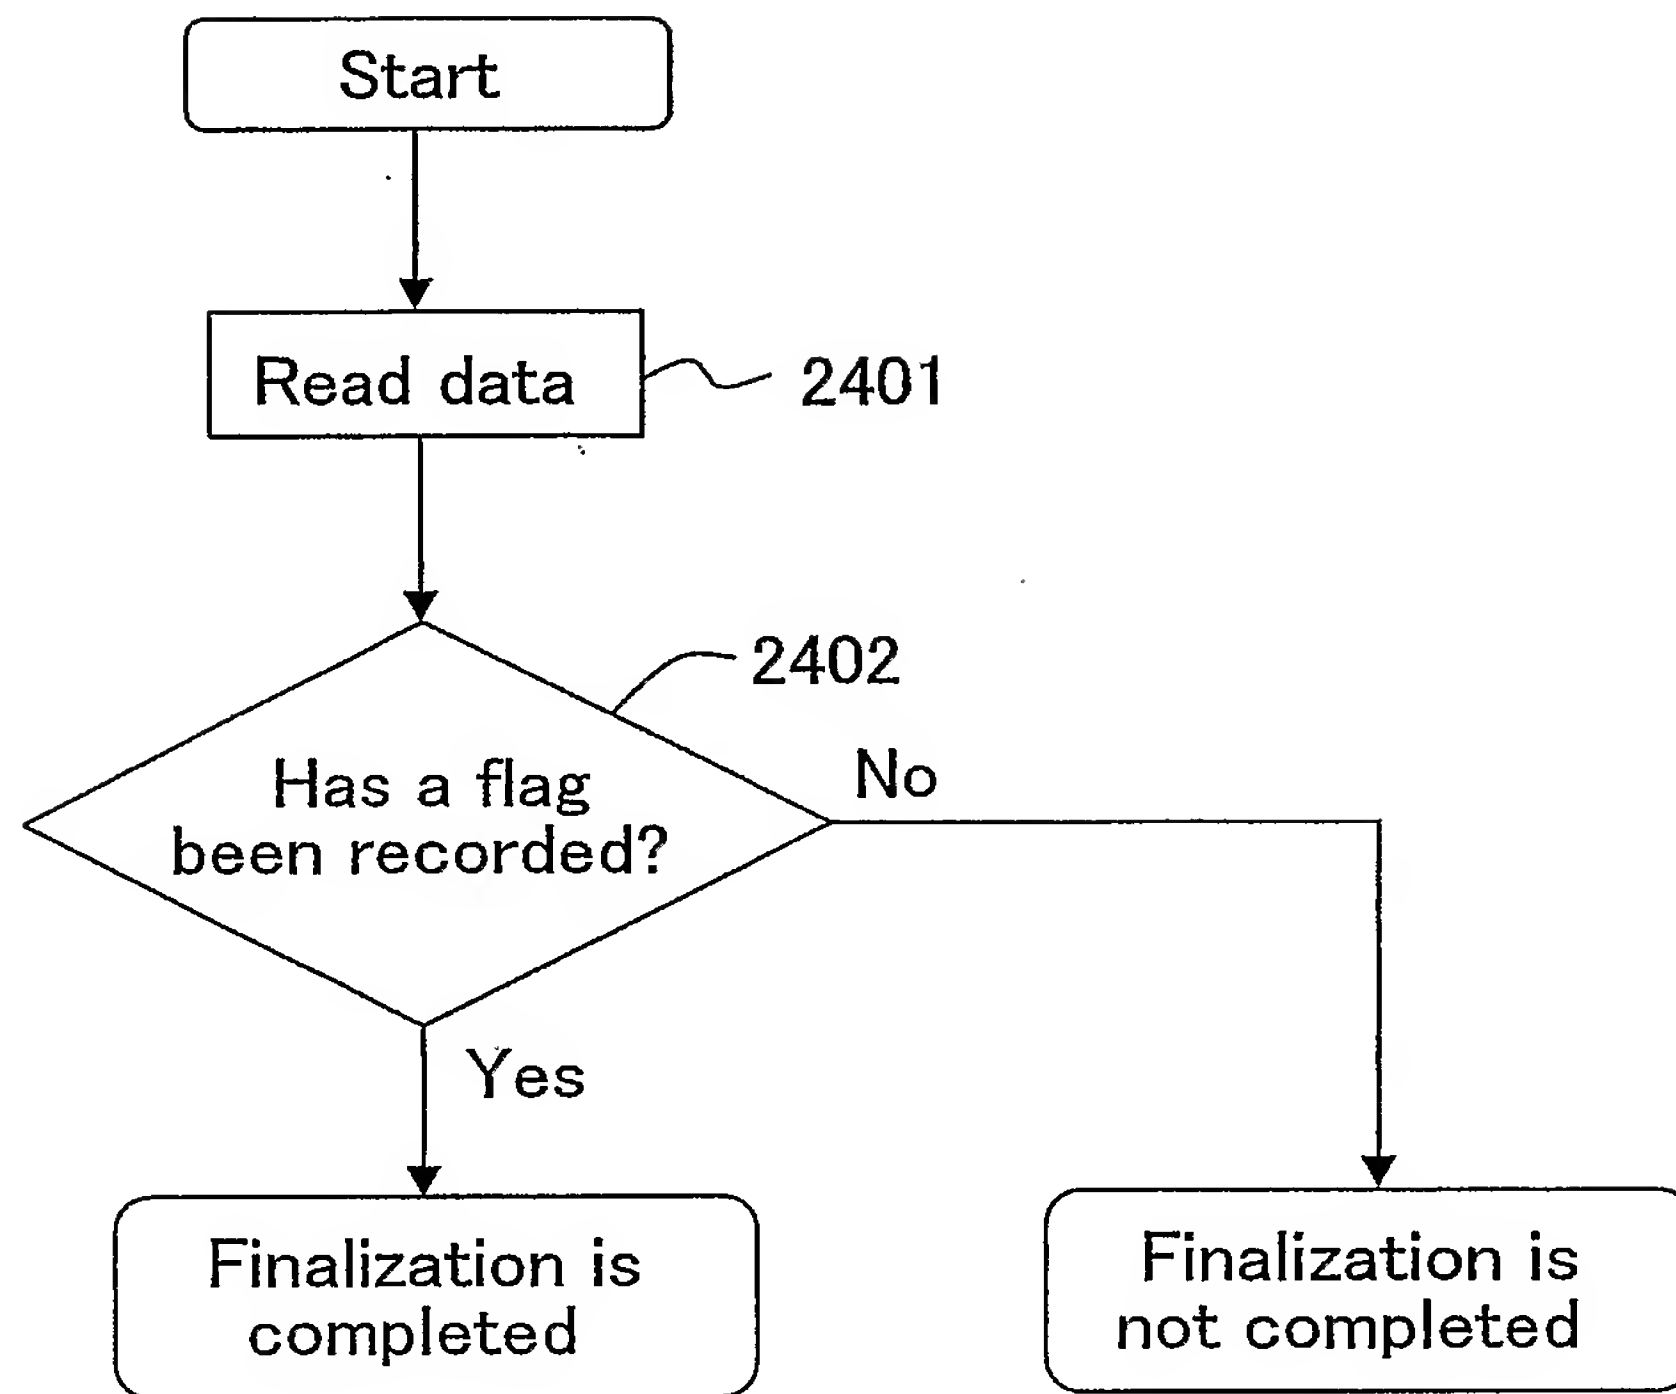 Start
Read data
2401
2402
Has a flag
been recorded?
No
Yes
Finalization is
completed
Finalization is
not completed